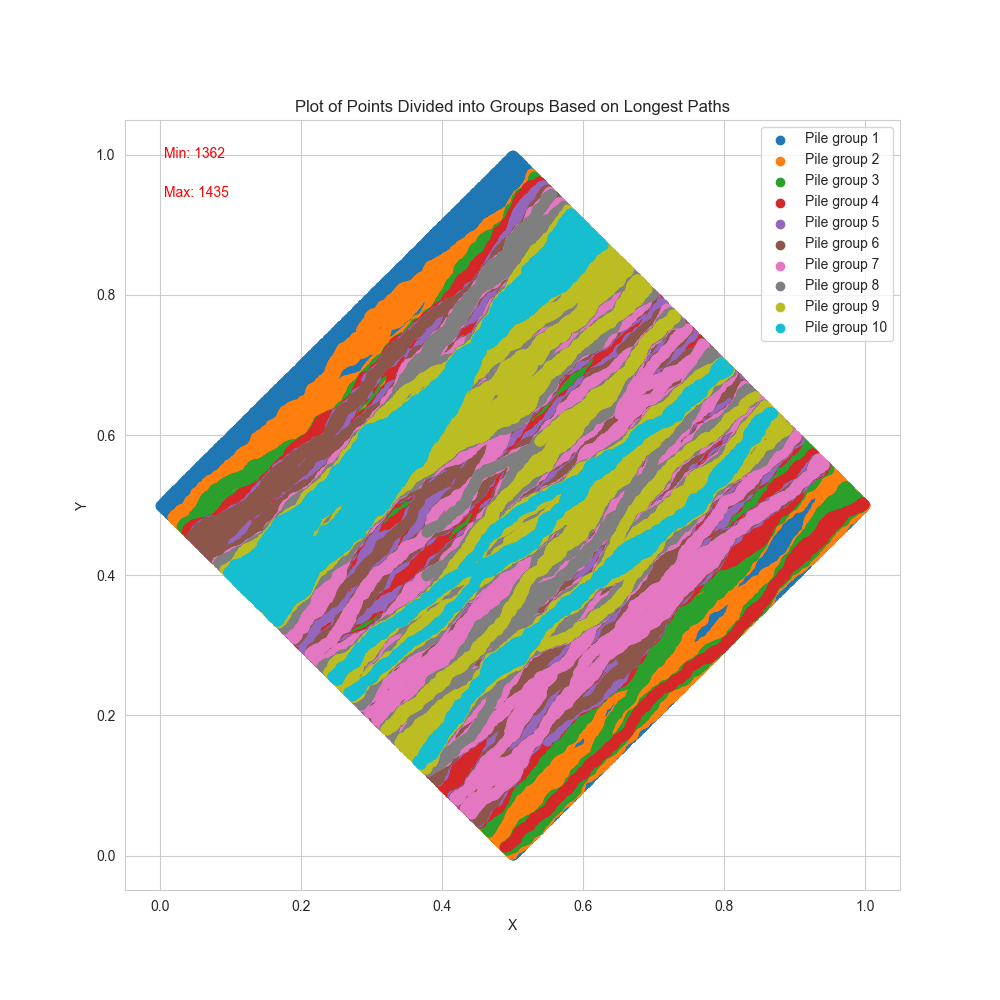 Plot of Points Divided into Groups Based on Longest Paths
Min: 1362
Max: 1435
Pile group 1
Pile group 2
Pile group 3
Pile group 4
Pile group 5
Pile group 6
Pile group 7
Pile group 8
Pile group 9
Pile group 10
1.0
0.8
0.6
0.4
0.2
0.0
Y
0.0 0.2 0.4 0.6 0.8 1.0
X